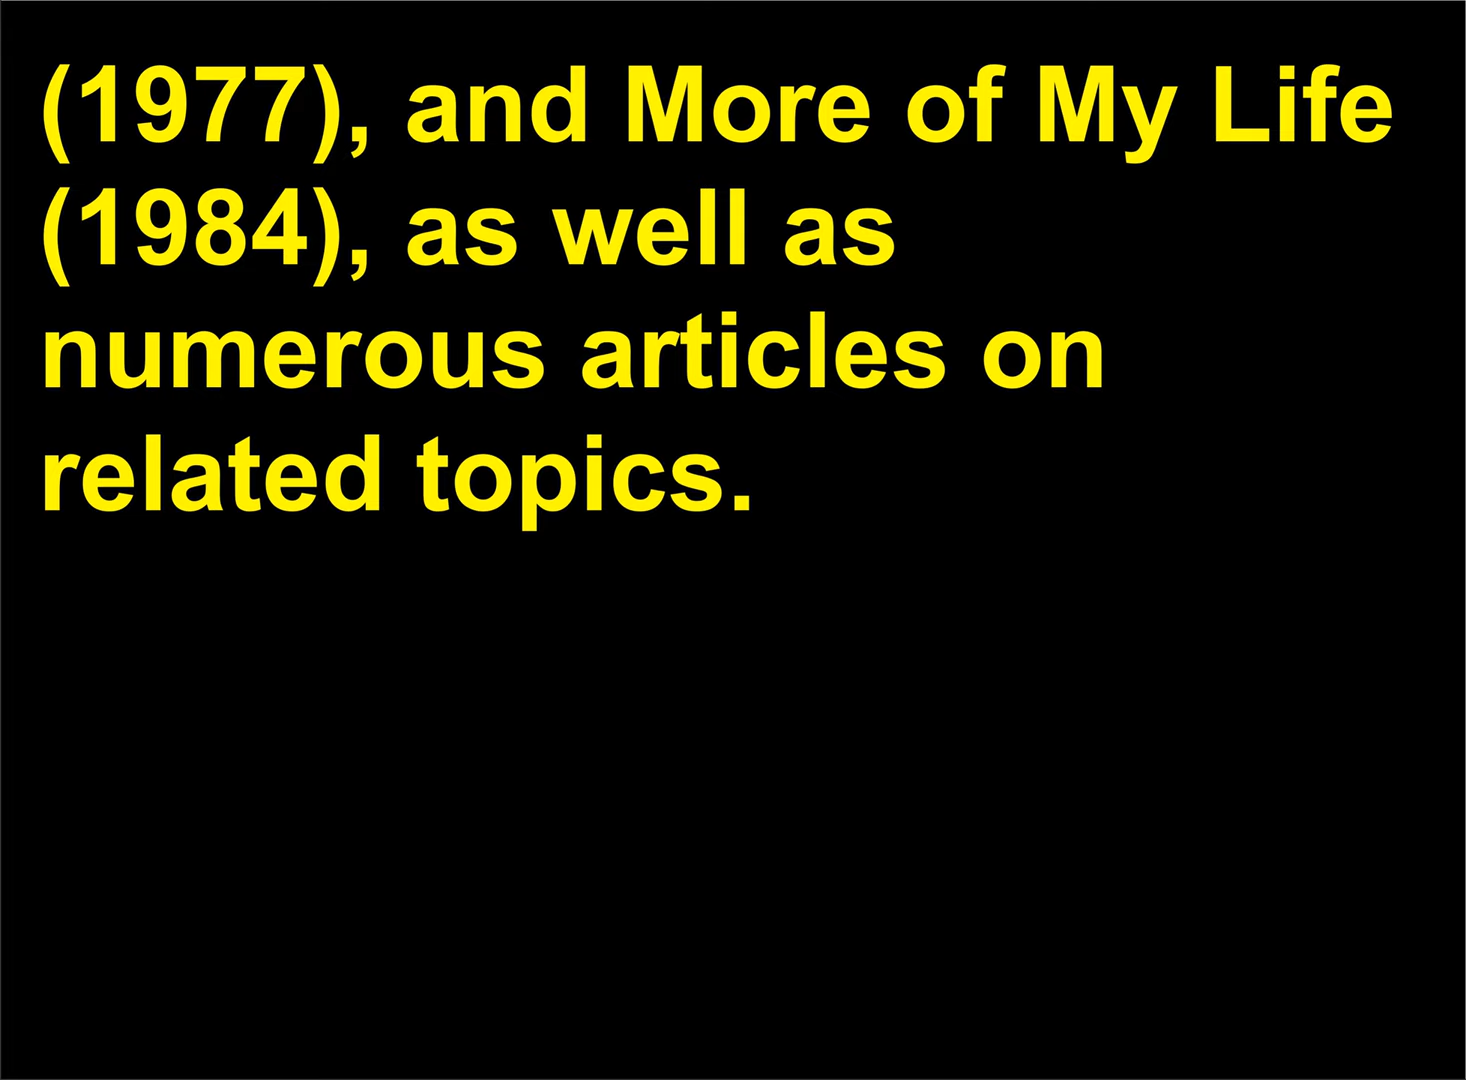 (1977), and More of My Life
(1984), as well as
numerous articles on
related topics.